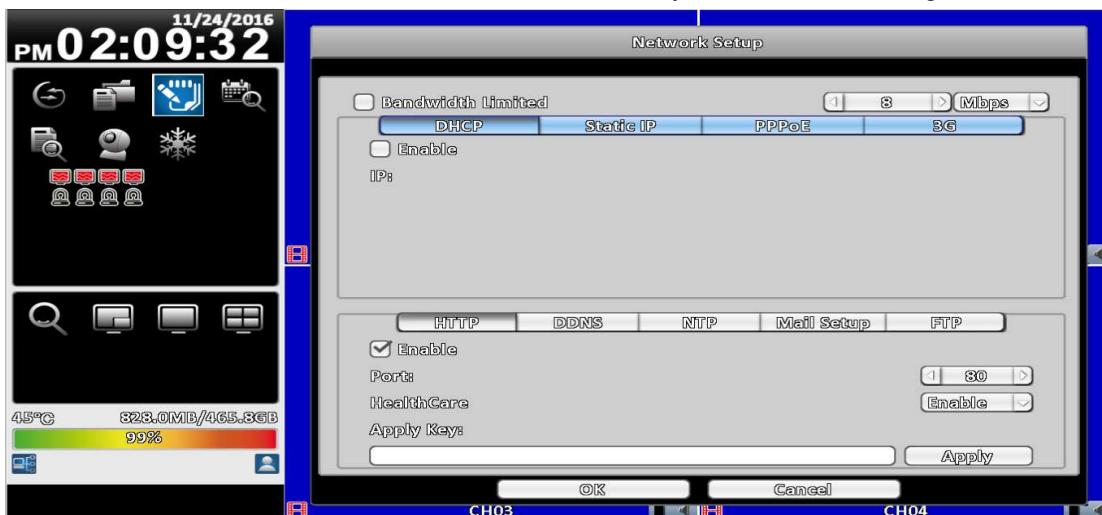 11/24/2016
PM 02:09:32
Network Setup
Bandwidth Limited 8 Mbps
DHCP Static IP PPPoE 3G
Enable
IP:
HTTP DDNS NTP Mail Setup FTP
Enable
Port: 80
HealthCare Enable
Apply Key:
Apply
OK Cancel
45°C 828.0MB/465.8GB
99%
CH03 CH04